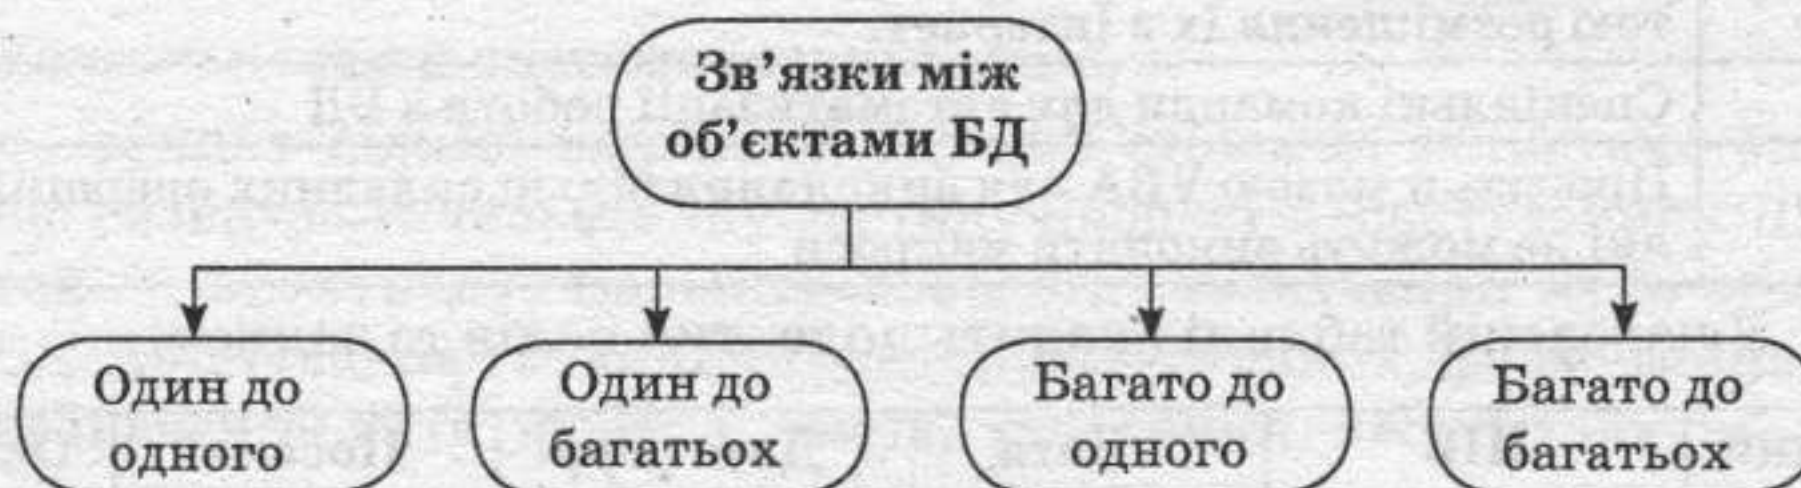 Зв’язки між
об’єктами БД
Один до
одного
Один до
багатьох
Багато до
одного
Багато до
багатьох